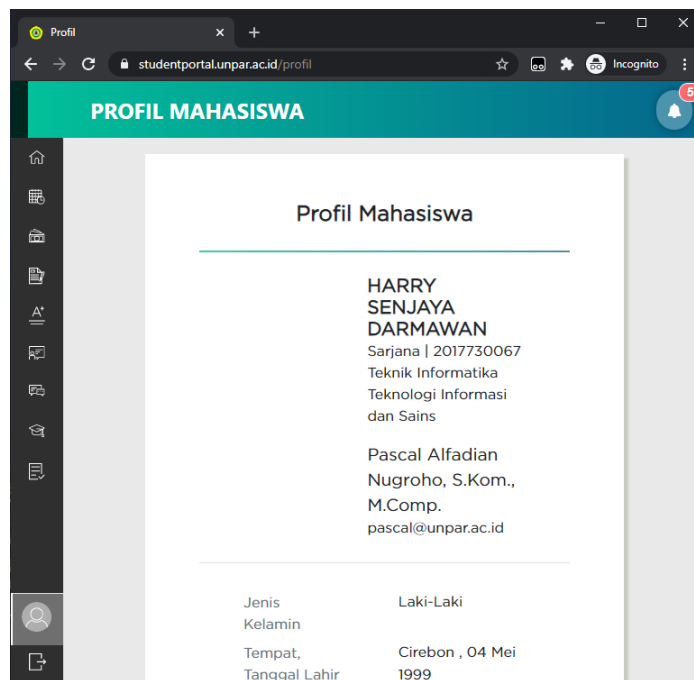 Profil
studentportal.unpar.ac.id/profil
Incognito
PROFIL MAHASISWA
5
A+
Profil Mahasiswa
HARRY
SENJAYA
DARMAWAN
Sarjana | 2017730067
Teknik Informatika
Teknologi Informasi
dan Sains
Pascal Alfadian
Nugroho, S.Kom.,
M.Comp.
pascal@unpar.ac.id
Jenis Laki-Laki
Kelamin
Tempat, Cirebon , 04 Mei
Tanggal Lahir 1999